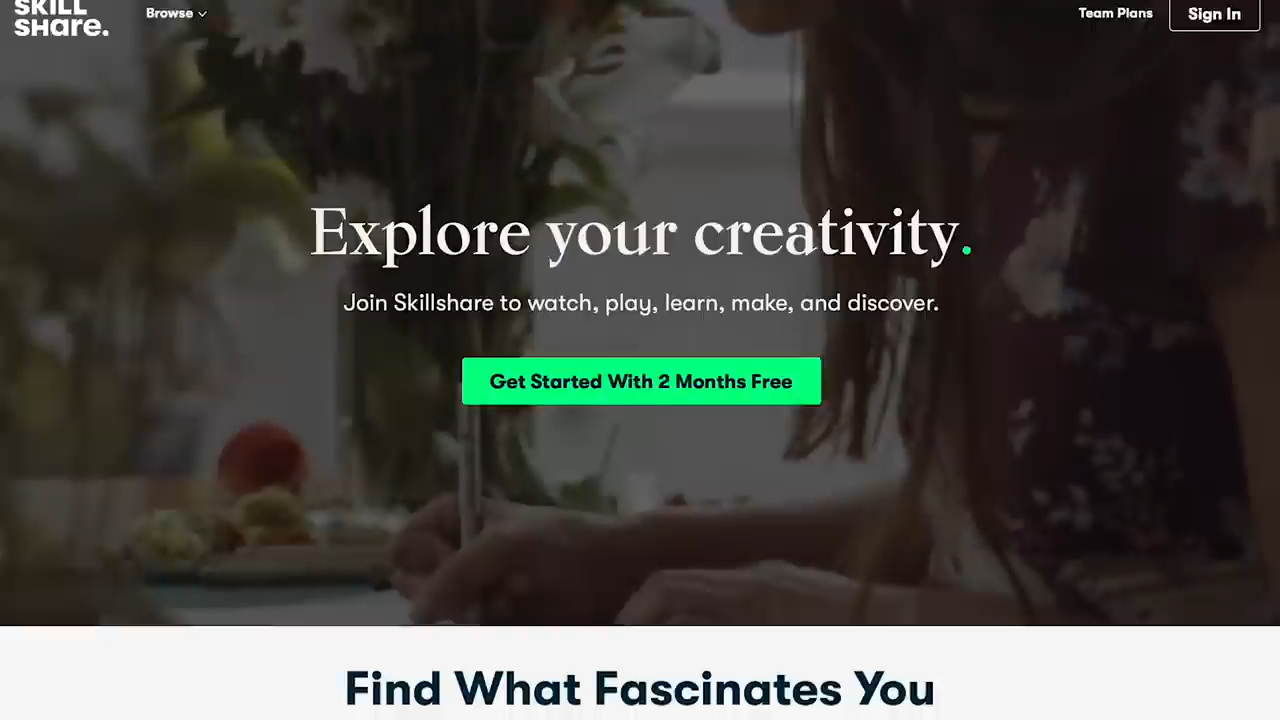 SKILL
SHare.
Browse
Team Plans
Sign In
Explore your creativity.
Join Skillshare to watch, play, learn, make, and discover.
Get Started With 2 Months Free
Find What Fascinates You